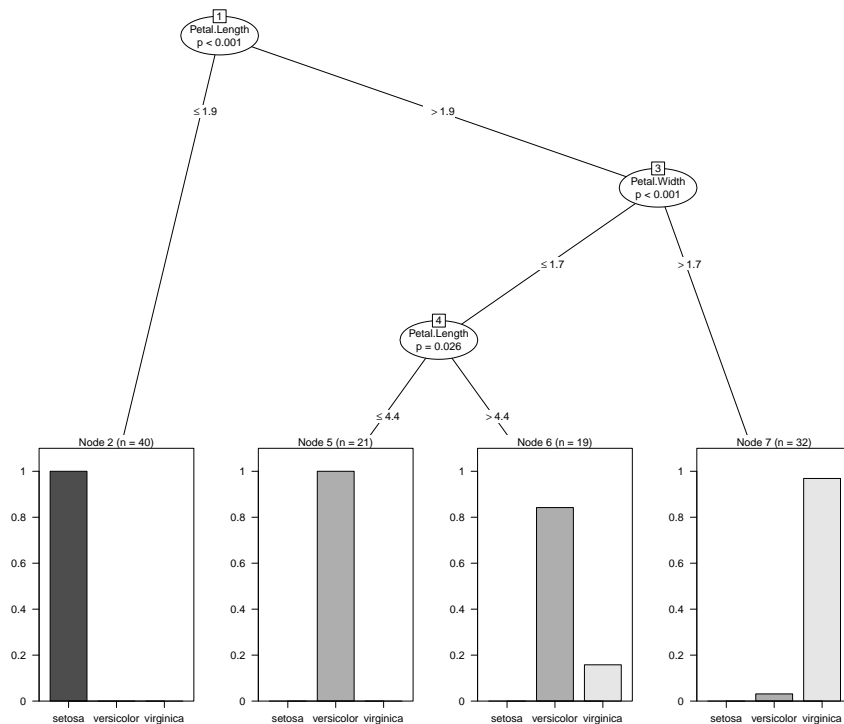 1
Petal.Length
p < 0.001
≤ 1.9
> 1.9
3
Petal.Width
p < 0.001
≤ 1.7
> 1.7
4
Petal.Length
p = 0.026
≤ 4.4
> 4.4
Node 2 (n = 40)
1
0.8
0.6
0.4
0.2
0
setosa versicolor virginica
Node 5 (n = 21)
1
0.8
0.6
0.4
0.2
0
setosa versicolor virginica
Node 6 (n = 19)
1
0.8
0.6
0.4
0.2
0
setosa versicolor virginica
Node 7 (n = 32)
1
0.8
0.6
0.4
0.2
0
setosa versicolor virginica